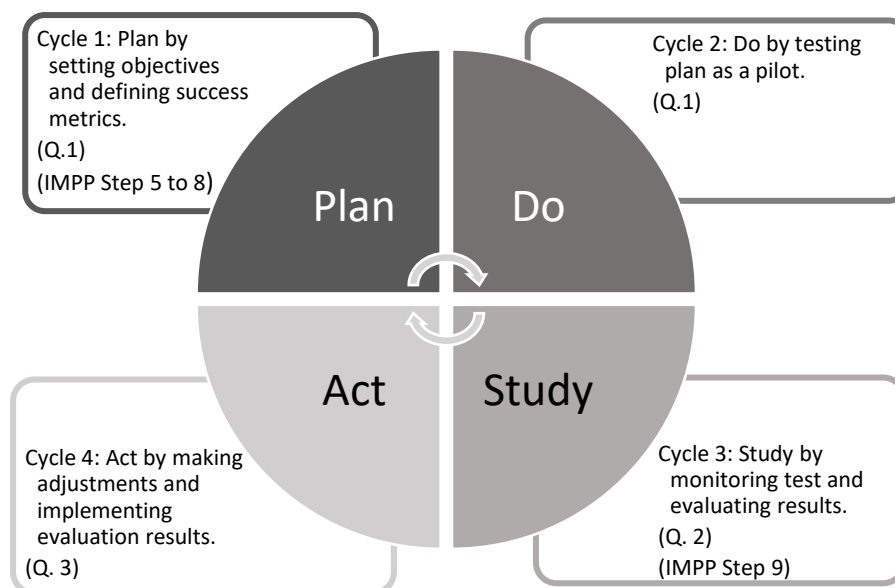 Cycle 1: Plan by
setting objectives
and defining success
metrics.
(Q.1)
(IMPP Step 5 to 8)
Cycle 2: Do by testing
plan as a pilot.
(Q.1)
Plan
Do
Act
Study
Cycle 4: Act by making
adjustments and
implementing
evaluation results.
(Q. 3)
Cycle 3: Study by
monitoring test and
evaluating results.
(Q. 2)
(IMPP Step 9)